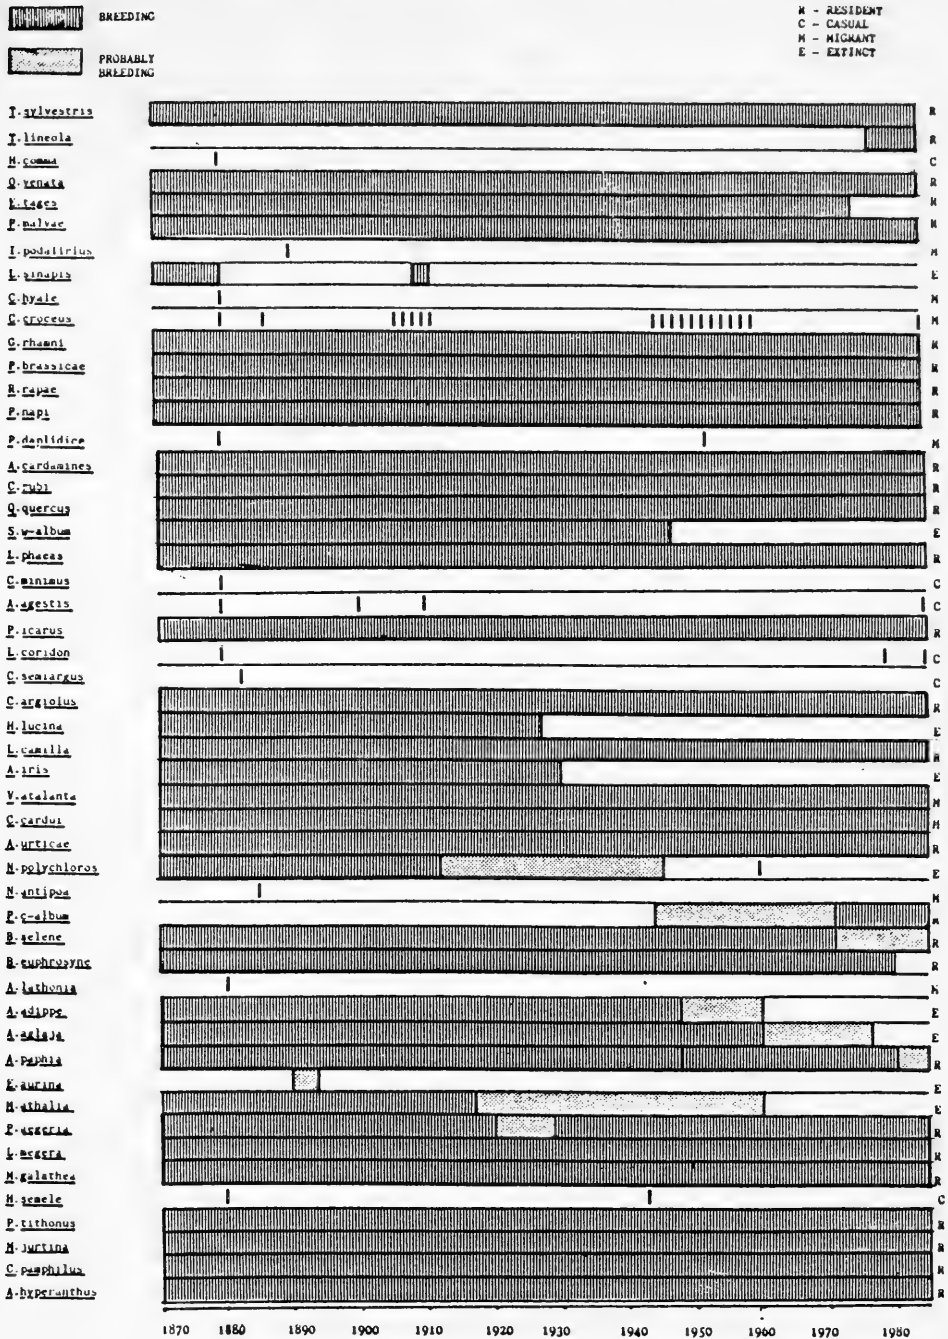 BREEDING
PROBABLY
BREEDING
R - RESIDENT
C - CASUAL
M - MIGRANT
E - EXTINCT
T.sylvestris R
T.lineola R
H.comma C
O.venata R
E.tages R
P.malvae R
I.podalirius M
L.sinapis E
C.hyale M
C.croceus M
G.rhamni R
P.brassicae R
R.rapae R
P.napi R
P.daplidice M
A.cardamines R
C.rubi R
Q.quercus R
S.w-album E
L.phaeas R
C.minimus C
A.agestis C
P.icarus R
L.coridon C
C.semiargus C
C.argiolus R
H.lucina E
L.camilla R
A.iris E
V.atalanta M
C.cardui M
A.urticae R
N.polychloros E
N.antipoa M
P.c-album
B.selene R
B.euphrosyne R
A.lathonia M
A.adippe E
A.aglaja E
A.paphia R
E.aurina E
M.athalia E
P.aegeria R
L.megera R
M.galathea R
H.semele C
P.tithonus R
M.jurtina R
C.pamphilus R
A.hyperanthus R
1870 1880 1890 1900 1910 1920 1930 1940 1950 1960 1970 1980